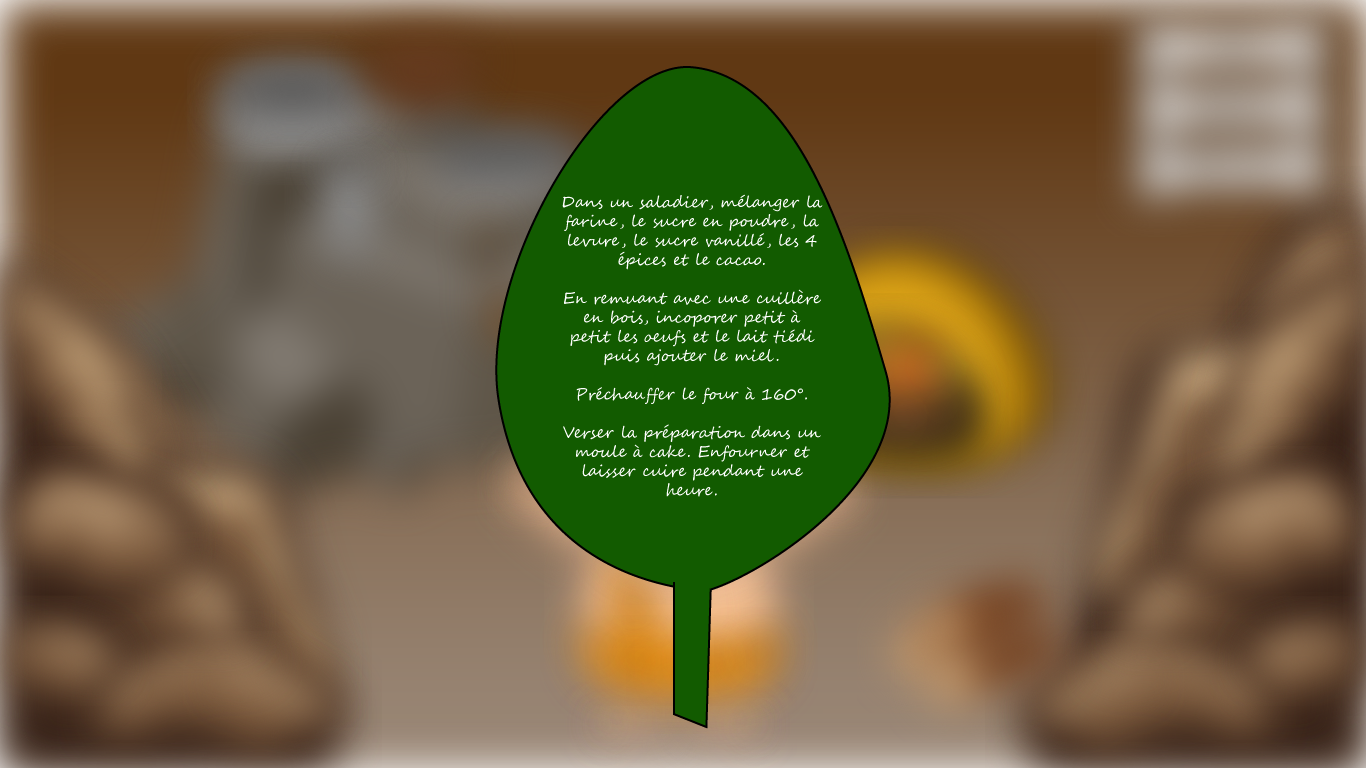 Dans un saladier, mélanger la
farine, le sucre en poudre, la
levure, le sucre vanillé, les 4
épices et le cacao.
En remuant avec une cuillère
en bois, incoporer petit à
petit les oeufs et le lait tiédi
puis ajouter le miel.
Préchauffer le four à 160°.
Verser la préparation dans un
moule à cake. Enfourner et
laisser cuire pendant une
heure.